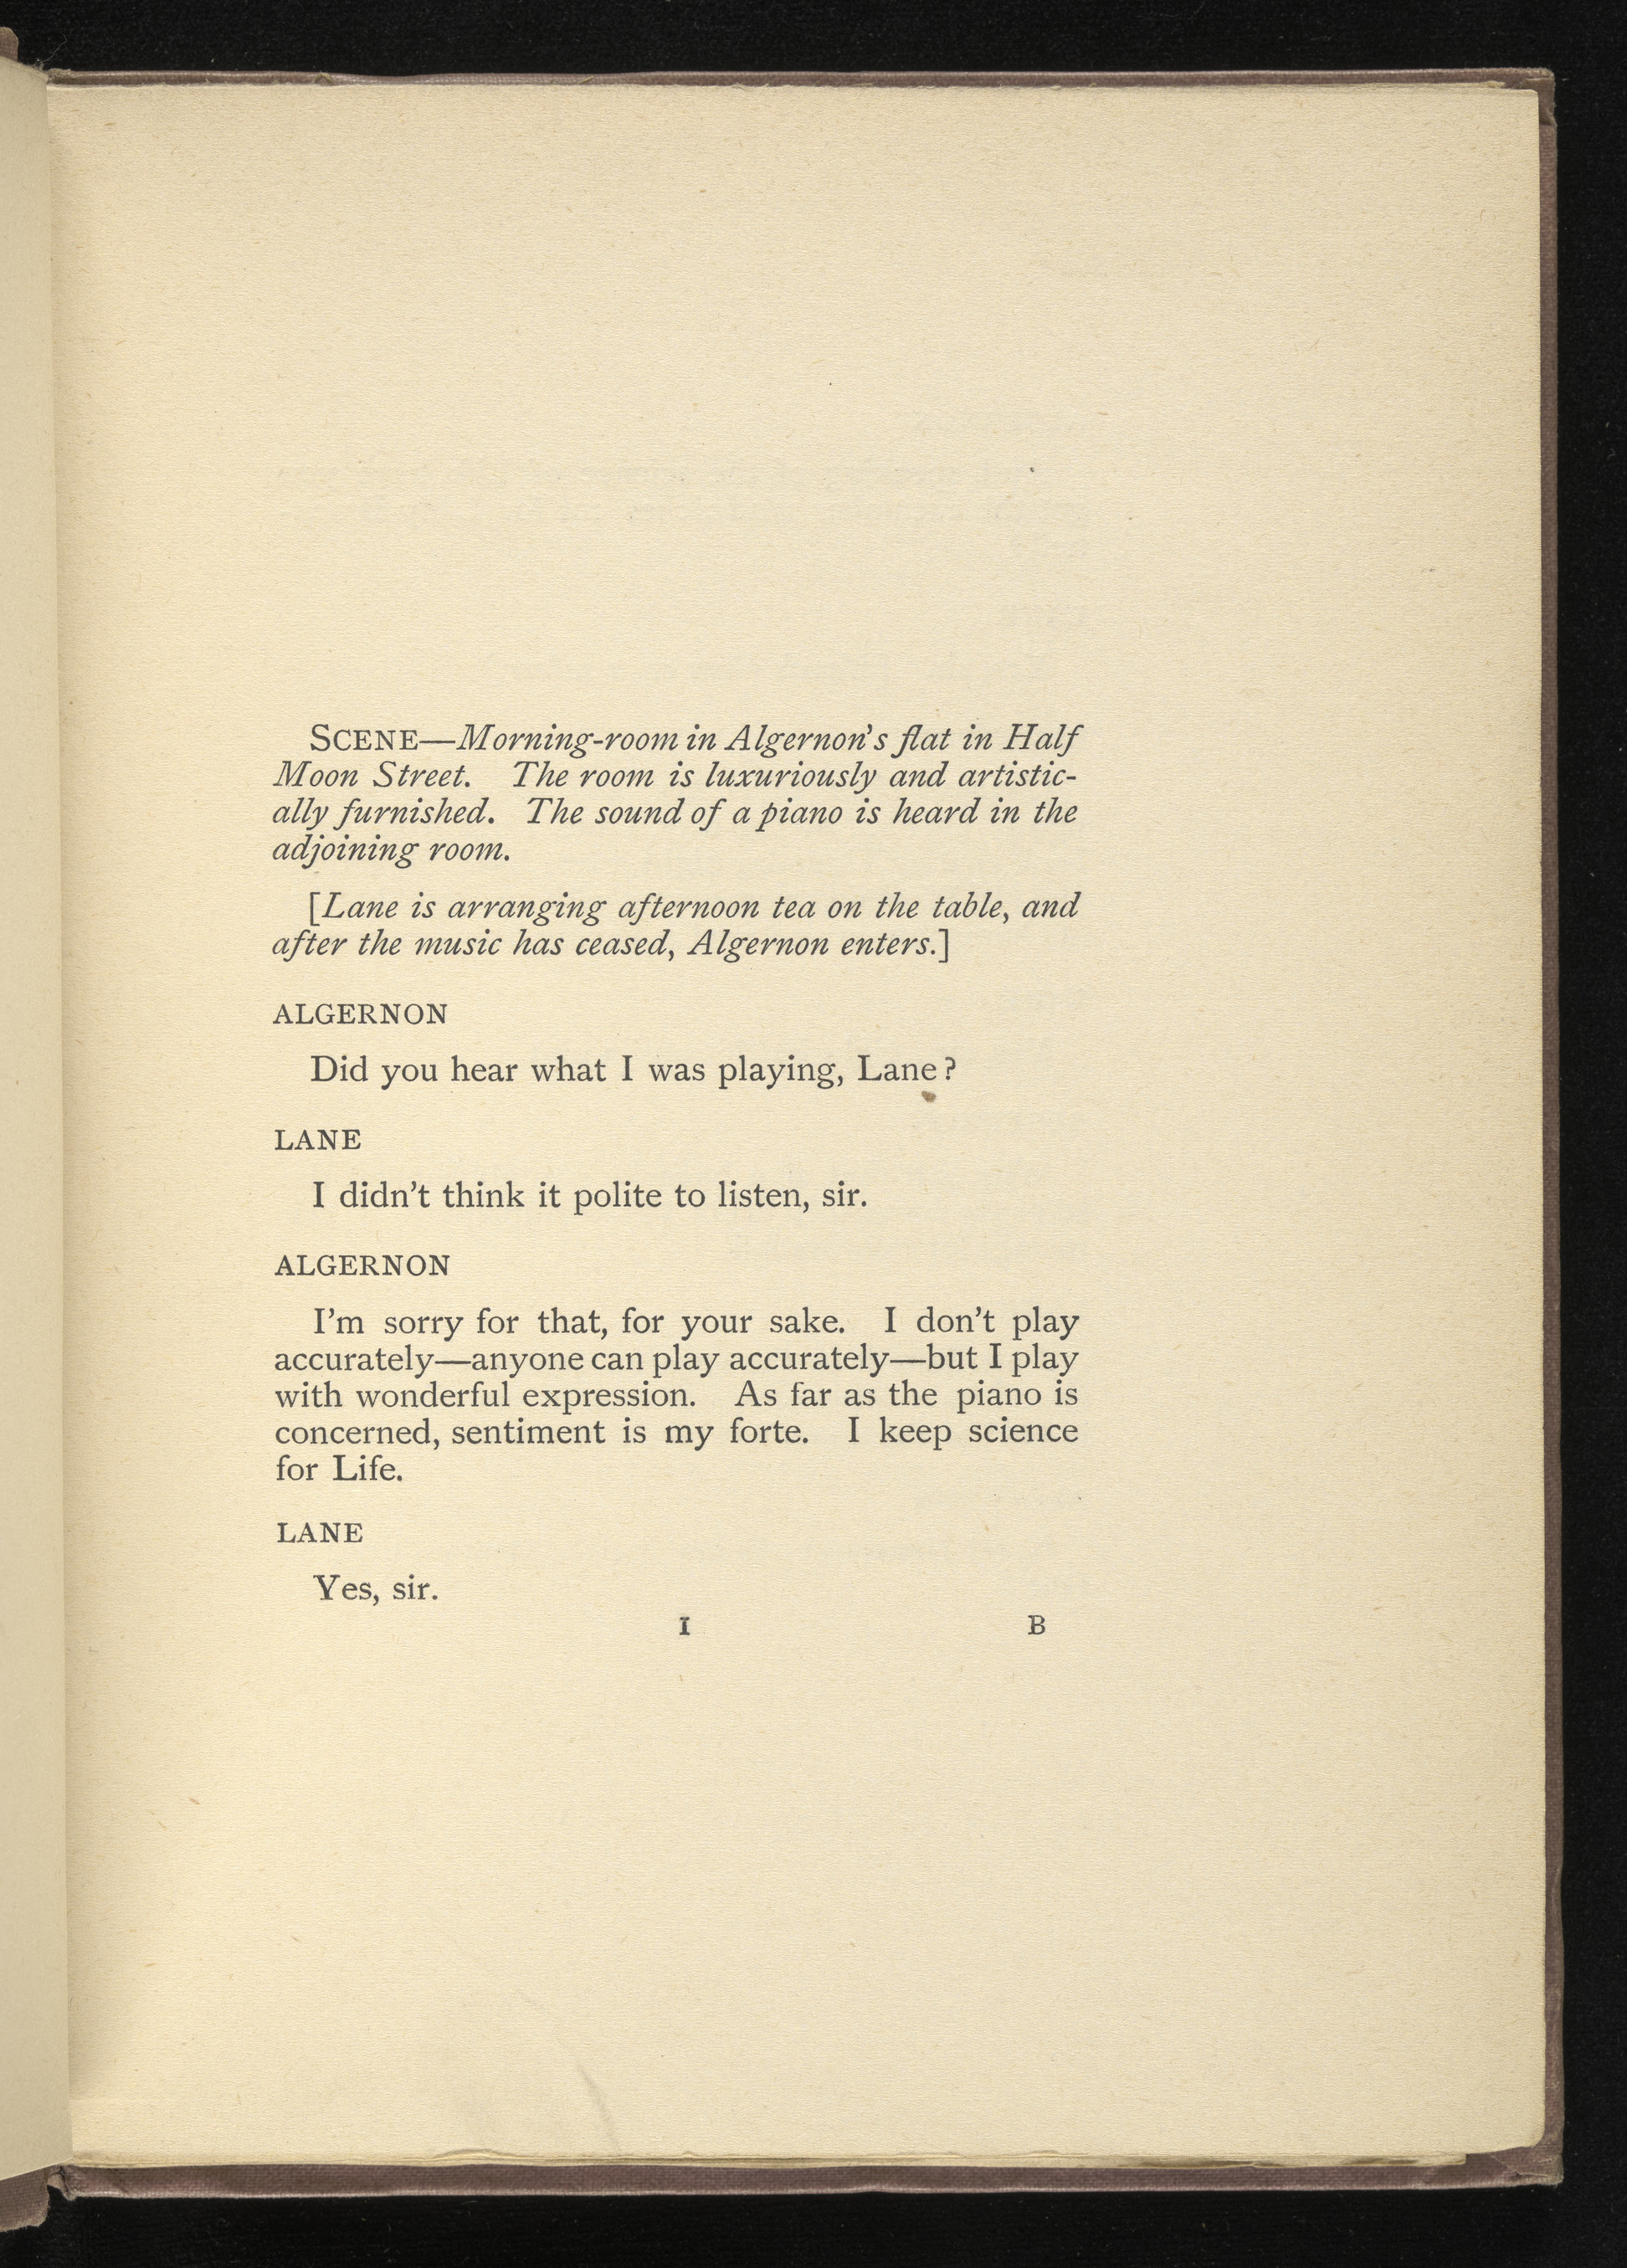 SCENE—Morning-room in Algernon's flat in Half
Moon Street. The room is luxuriously and artistic-
ally furnished. The sound of a piano is heard in the
adjoining room.
[Lane is arranging afternoon tea on the table, and
after the music has ceased, Algernon enters.]
ALGERNON
Did you hear what I was playing, Lane?
LANE
I didn't think it polite to listen, sir.
ALGERNON
I'm sorry for that, for your sake. I don't play
accurately—anyone can play accurately—but I play
with wonderful expression. As far as the piano is
concerned, sentiment is my forte. I keep science
for Life.
LANE
Yes, sir.
I B